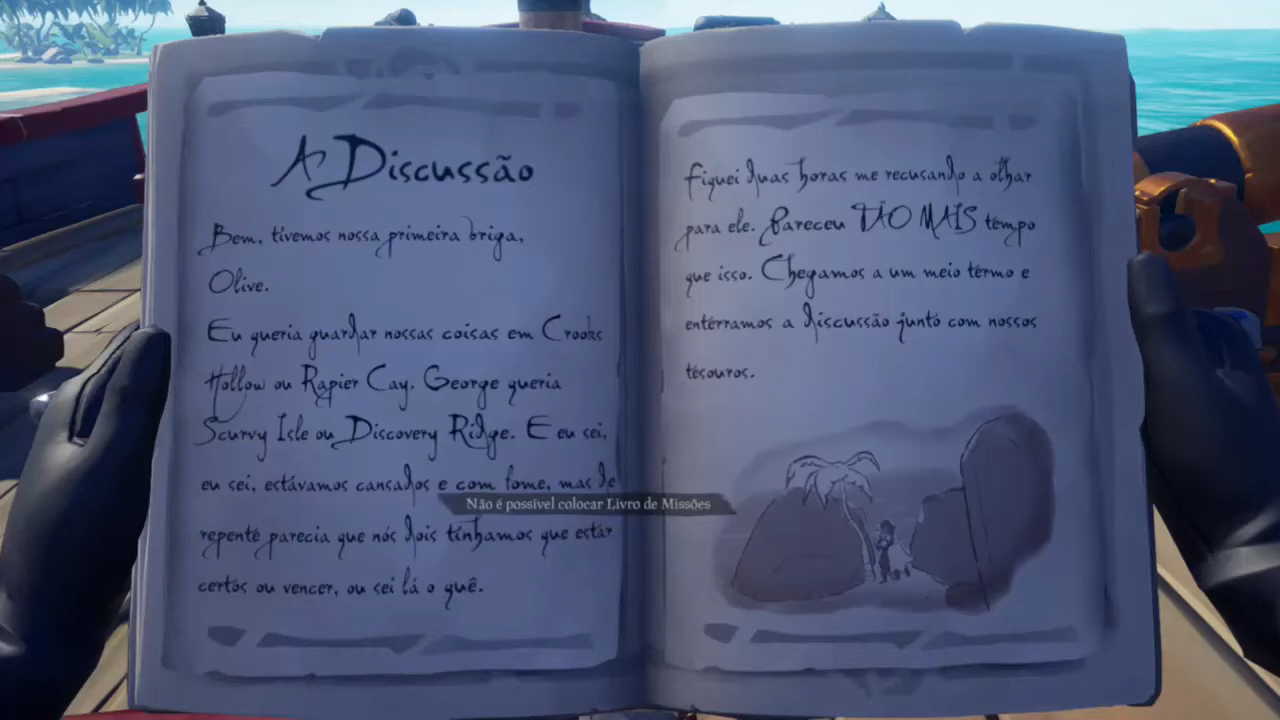 A Discussão
Bem, tivemos nossa primeira briga,
Olive.
Eu queria guardar nossas coisas em Crooks
Hollow ou Rapier Cay. George queria
Scurvy Isle ou Discovery Ridge. E eu sei,
eu sei, estávamos cansados e com fome, mas de
Não é possível colocar Livro de Missões
repente parecia que nós dois tínhamos que estar
certos ou vencer, ou sei lá o quê.
Fiquei duas horas me recusando a olhar
para ele. Pareceu TÃO MAIS tempo
que isso. Chegamos a um meio termo e
enterramos a discussão junto com nossos
tesouros.